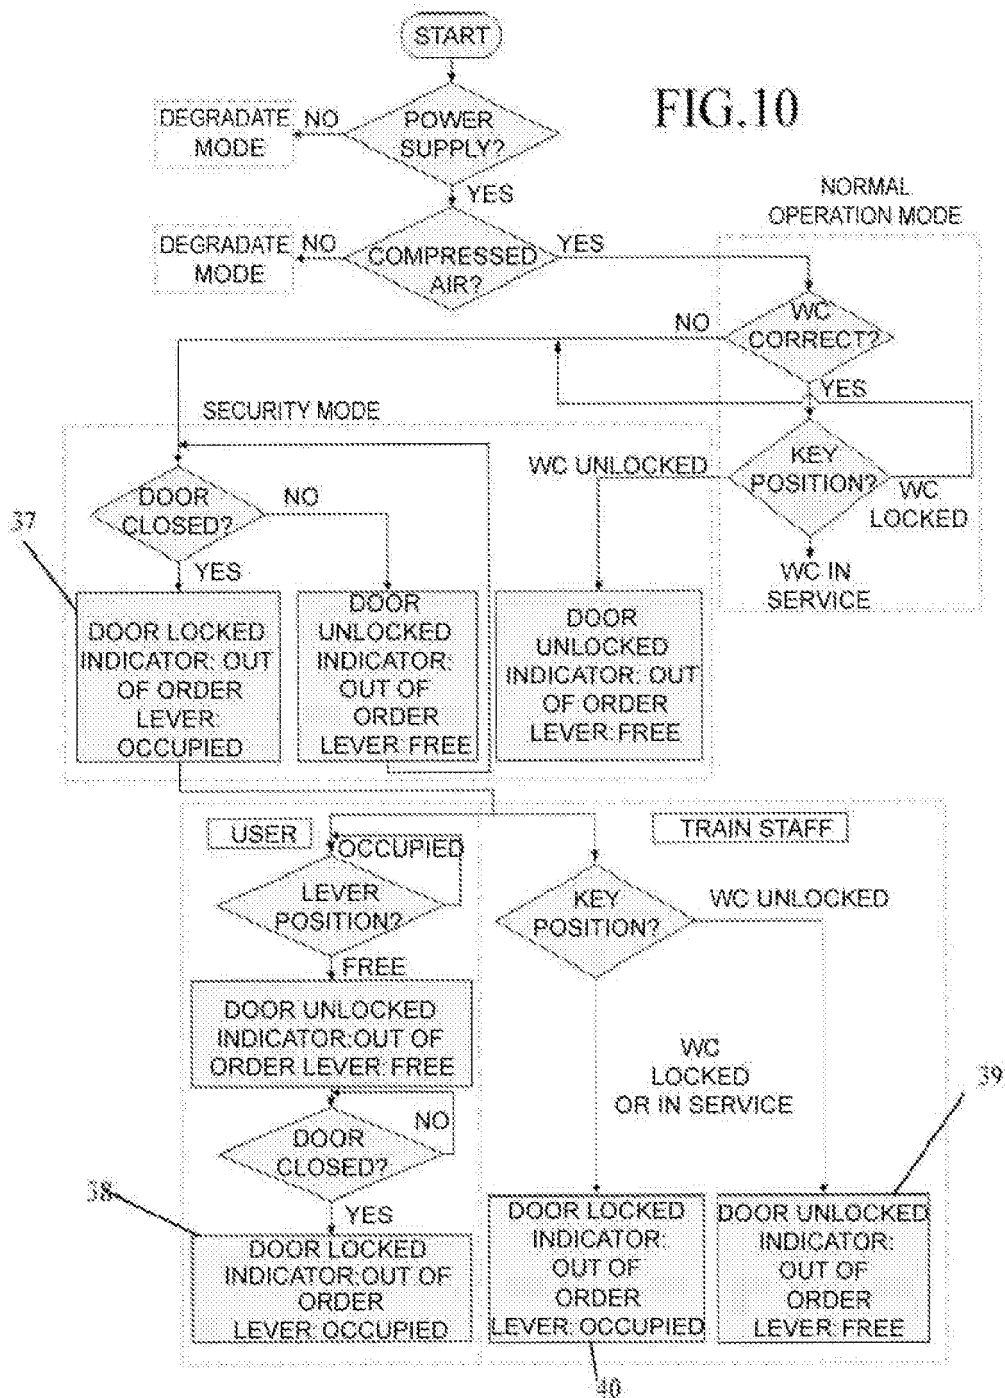 START
FIG.10
POWER
SUPPLY?
NO
DEGRADATE
MODE
YES
COMPRESSED
AIR?
NO
DEGRADATE
MODE
YES
NORMAL
OPERATION MODE
WC
CORRECT?
NO
YES
SECURITY MODE
KEY
POSITION?
WC UNLOCKED
WC
LOCKED
WC IN
SERVICE
DOOR
CLOSED?
NO
YES
37
DOOR LOCKED
INDICATOR: OUT
OF ORDER
LEVER:
OCCUPIED
DOOR
UNLOCKED
INDICATOR:
OUT OF
ORDER
LEVER: FREE
DOOR
UNLOCKED
INDICATOR: OUT
OF ORDER
LEVER: FREE
USER
TRAIN STAFF
OCCUPIED
LEVER
POSITION?
FREE
KEY
POSITION?
WC UNLOCKED
DOOR UNLOCKED
INDICATOR:OUT OF
ORDER LEVER: FREE
WC
LOCKED
OR IN SERVICE
39
NO
DOOR
CLOSED?
YES
38
DOOR LOCKED
INDICATOR:OUT OF
ORDER
LEVER: OCCUPIED
DOOR LOCKED
INDICATOR:
OUT OF
ORDER
LEVER: OCCUPIED
DOOR UNLOCKED
INDICATOR:
OUT OF
ORDER
LEVER: FREE
40